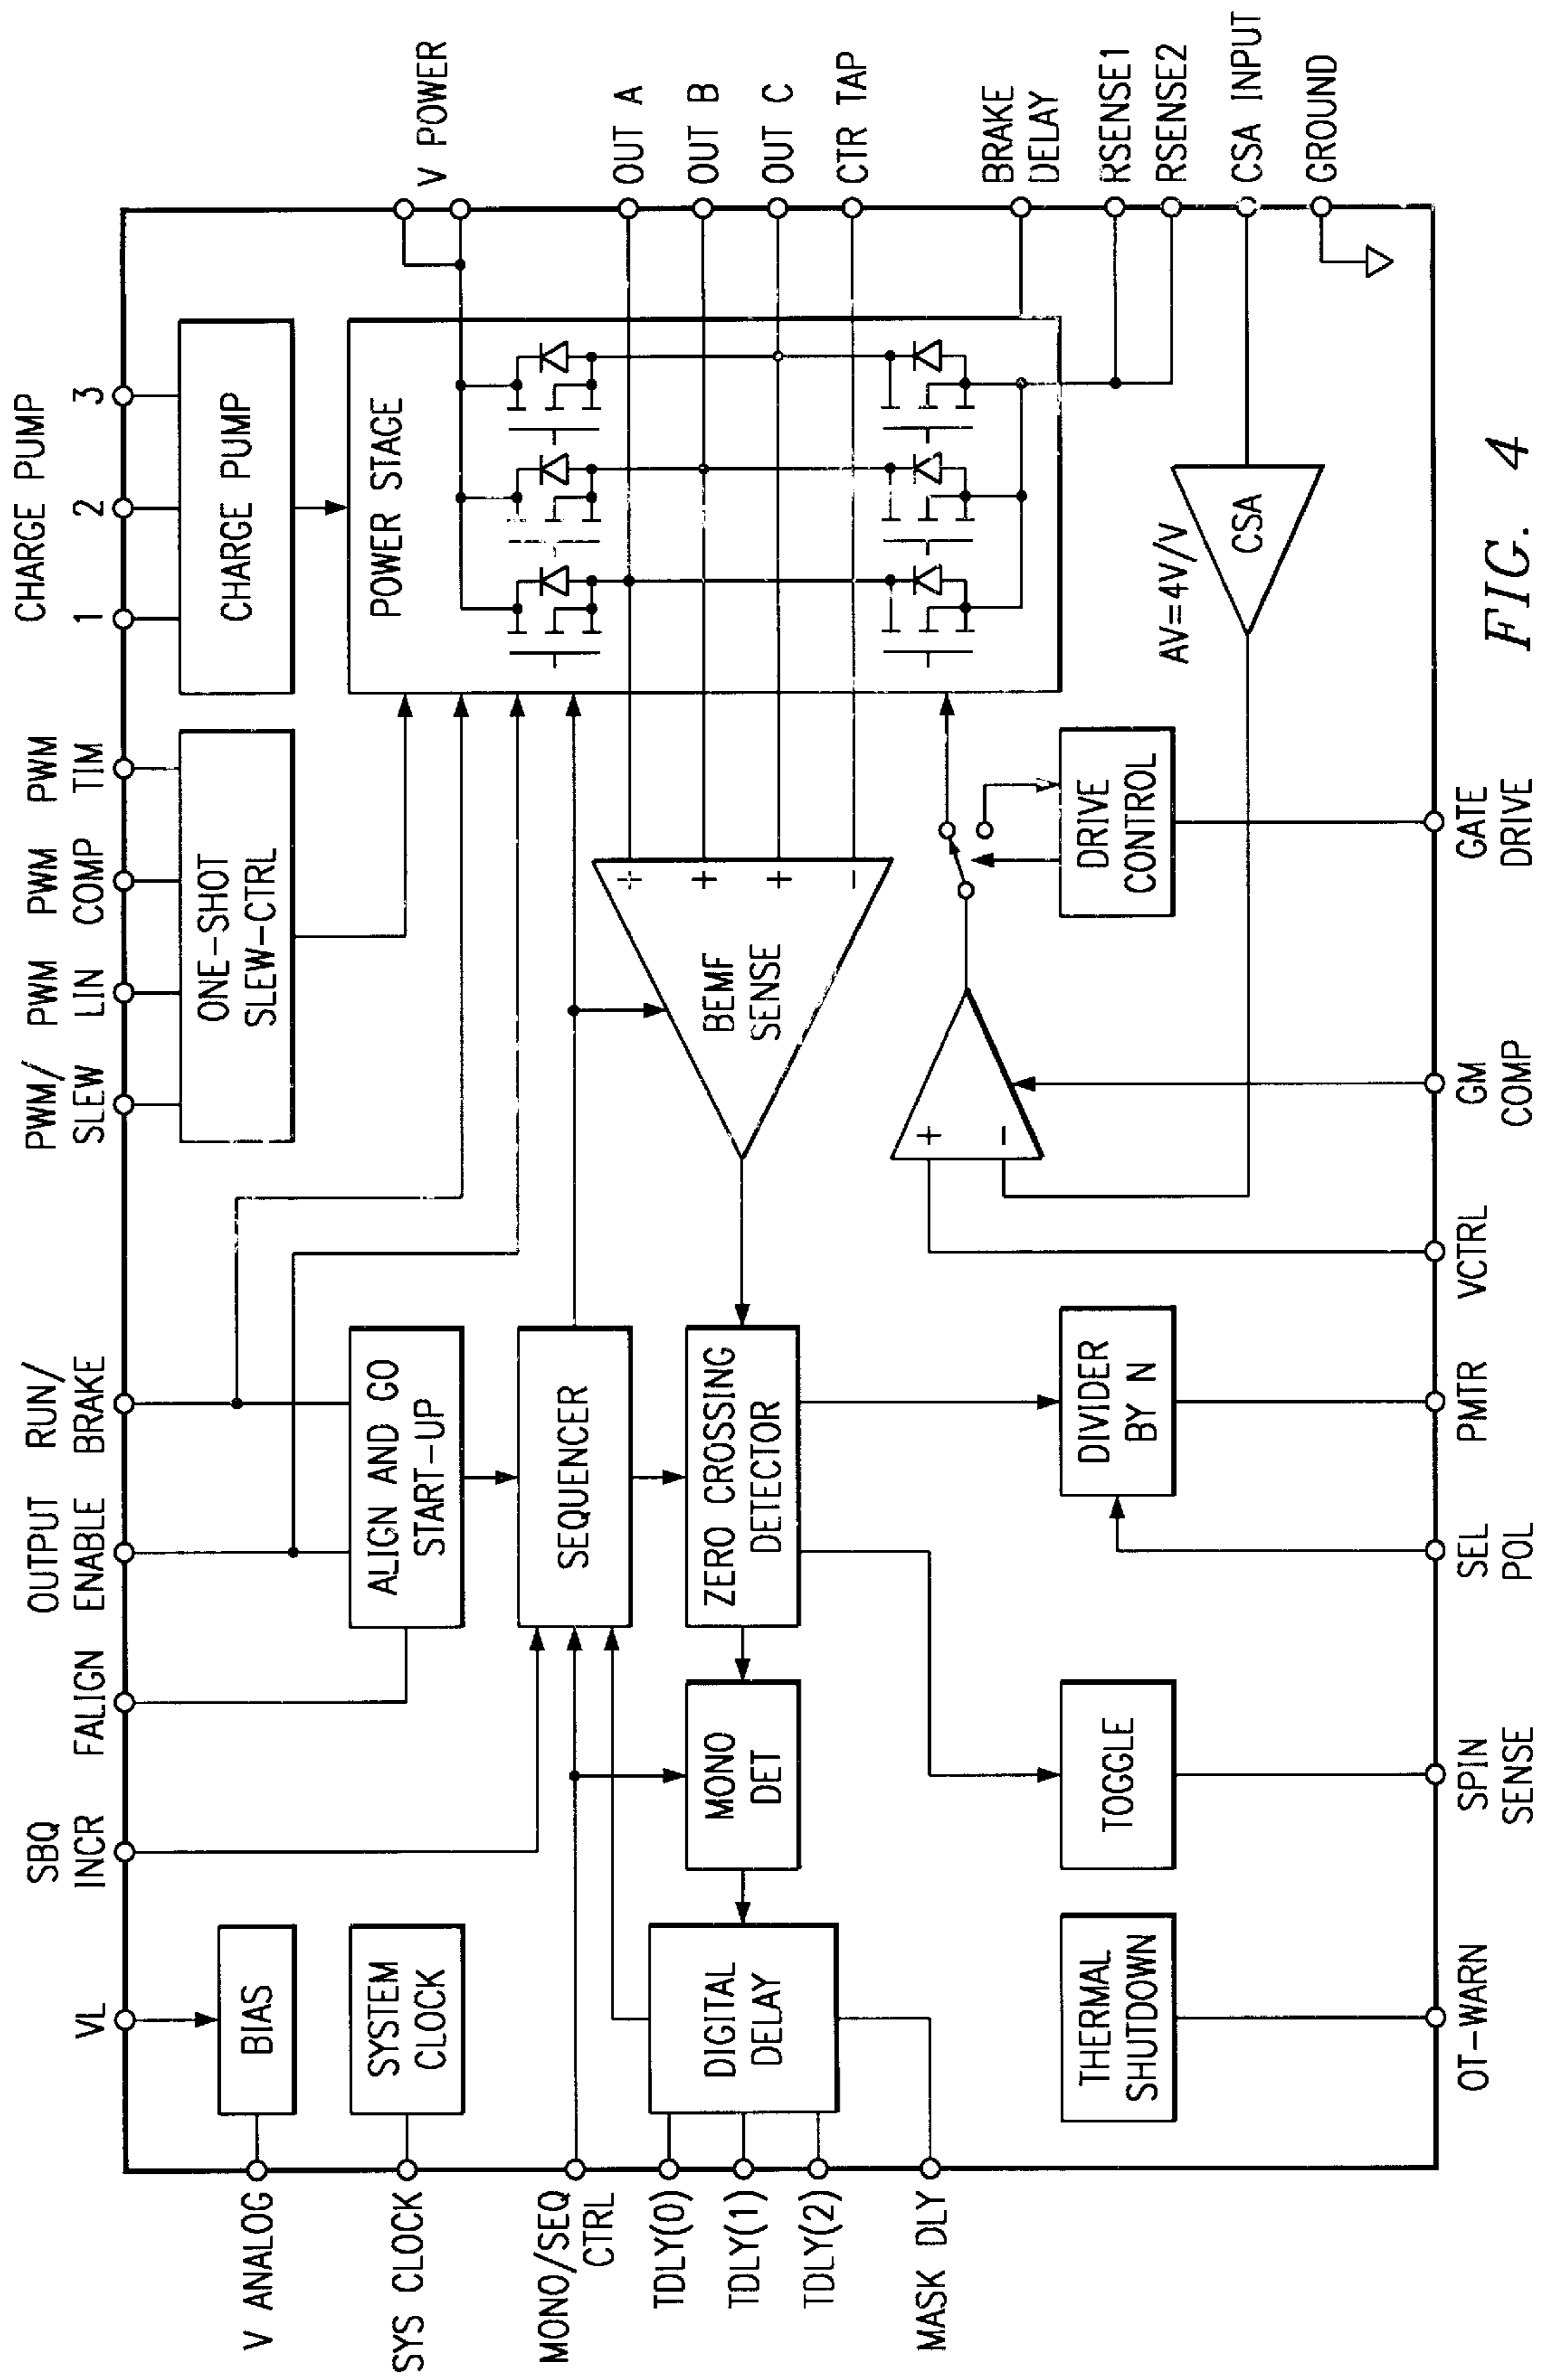 CHARGE PUMP
1
2
3
PWM/
SLEW
PWM
LIN
PWM
COMP
PWM
TIM
RUN/
BRAKE
OUTPUT
ENABLE
FALIGN
SBQ
INCR
VL
V ANALOG
SYS CLOCK
MONO/SEQ
CTRL
TDLY(0)
TDLY(1)
TDLY(2)
MASK DLY
BIAS
SYSTEM
CLOCK
ALIGN AND GO
START-UP
ONE-SHOT
SLEW-CTRL
CHARGE PUMP
POWER STAGE
SEQUENCER
BEMF
SENSE
+
+
+
-
ZERO CROSSING
DETECTOR
MONO
DET
DIGITAL
DELAY
+
-
THERMAL
SHUTDOWN
TOGGLE
DIVIDER
BY N
DRIVE
CONTROL
AV=4V/V
CSA
V POWER
OUT A
OUT B
OUT C
CTR TAP
BRAKE
DELAY
RSENSE1
RSENSE2
CSA INPUT
GROUND
OT-WARN
SPIN
SENSE
SEL
POL
PMTR
VCTRL
GM
COMP
GATE
DRIVE
FIG. 4